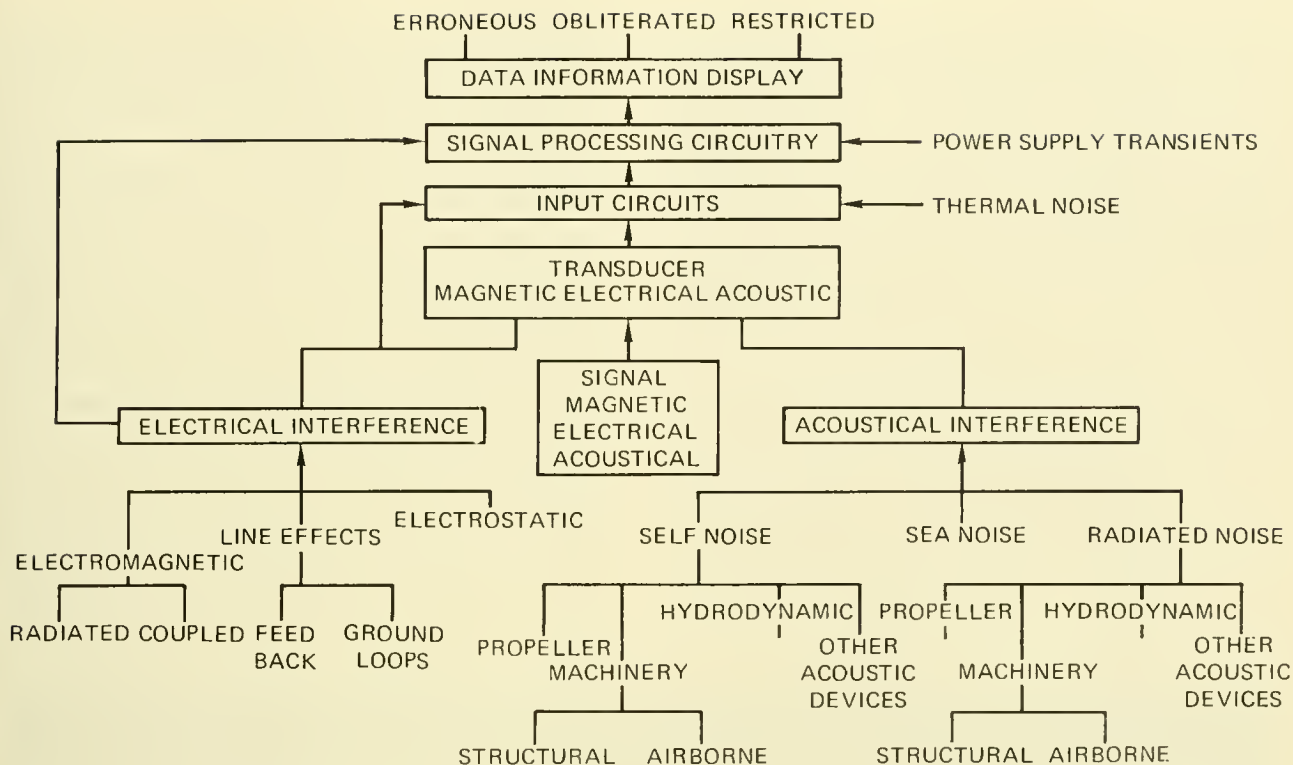 ERRONEOUS OBLITERATED RESTRICTED
DATA INFORMATION DISPLAY
SIGNAL PROCESSING CIRCUITRY
POWER SUPPLY TRANSIENTS
INPUT CIRCUITS
THERMAL NOISE
TRANSDUCER
MAGNETIC ELECTRICAL ACOUSTIC
SIGNAL
MAGNETIC
ELECTRICAL
ACOUSTICAL
ELECTRICAL INTERFERENCE
ACOUSTICAL INTERFERENCE
ELECTROSTATIC
LINE EFFECTS
ELECTROMAGNETIC
RADIATED COUPLED
FEED
BACK
GROUND
LOOPS
SELF NOISE
SEA NOISE
RADIATED NOISE
HYDRODYNAMIC
PROPELLER
MACHINERY
OTHER
ACOUSTIC
DEVICES
STRUCTURAL AIRBORNE
PROPELLER
HYDRODYNAMIC
MACHINERY
OTHER
ACOUSTIC
DEVICES
STRUCTURAL AIRBORNE